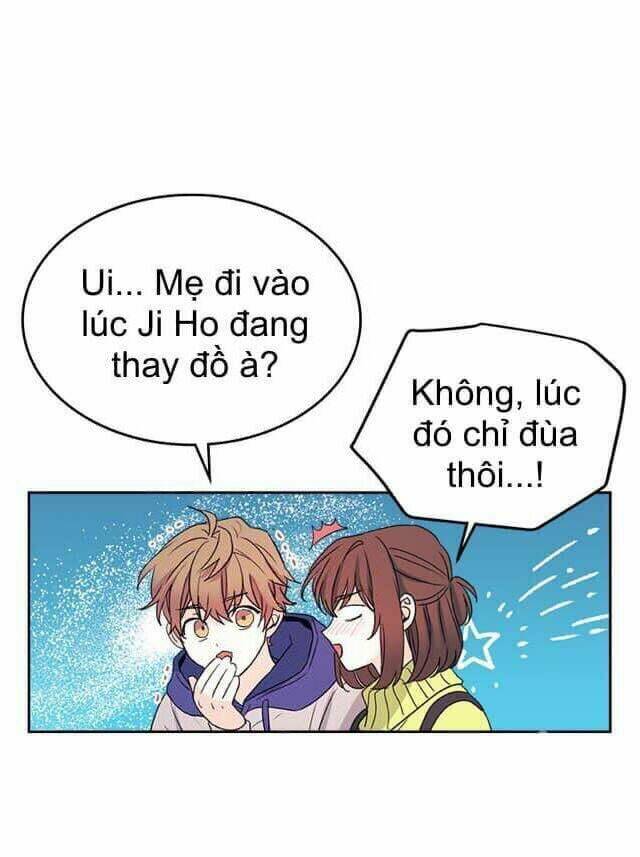 Ui... Mẹ đi vào
lúc Ji Ho đang
thay đồ à?
Không, lúc
đó chỉ đùa
thôi...!